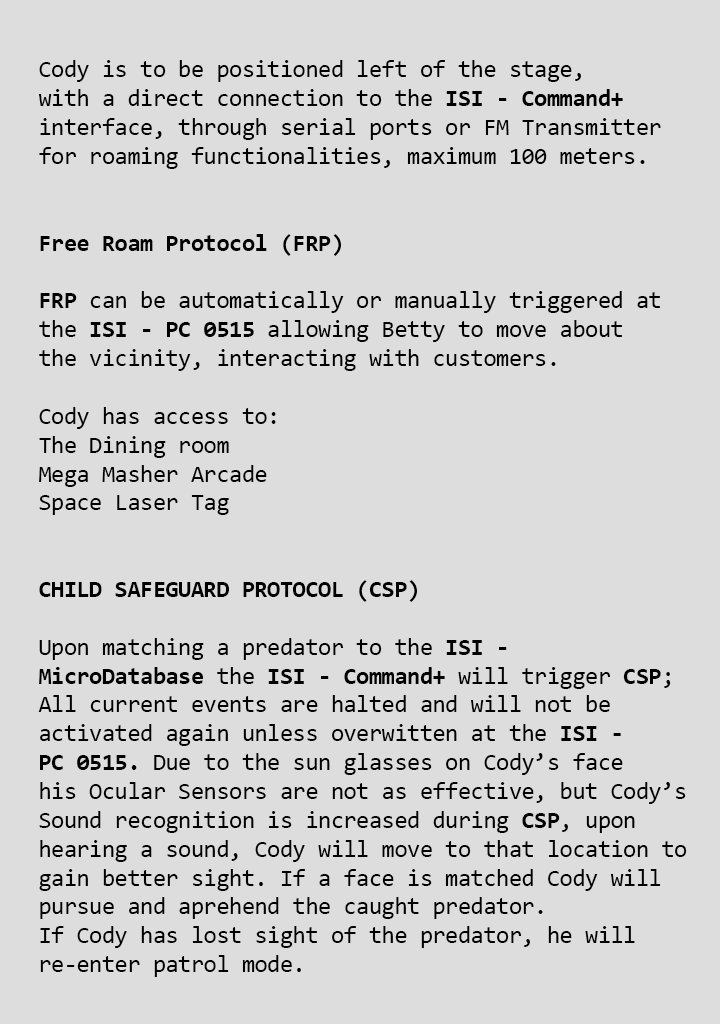 Cody is to be positioned left of the stage,
with a direct connection to the ISI - Command+
interface, through serial ports or FM Transmitter
for roaming functionalities, maximum 100 meters.
Free Roam Protocol (FRP)
FRP can be automatically or manually triggered at
the ISI - PC 0515 allowing Betty to move about
the vicinity, interacting with customers.
Cody has access to:
The Dining room
Mega Masher Arcade
Space Laser Tag
CHILD SAFEGUARD PROTOCOL (CSP)
Upon matching a predator to the ISI -
MicroDatabase the ISI - Command+ will trigger CSP;
All current events are halted and will not be
activated again unless overwitten at the ISI -
PC 0515. Due to the sun glasses on Cody’s face
his Ocular Sensors are not as effective, but Cody’s
Sound recognition is increased during CSP, upon
hearing a sound, Cody will move to that location to
gain better sight. If a face is matched Cody will
pursue and aprehend the caught predator.
If Cody has lost sight of the predator, he will
re-enter patrol mode.